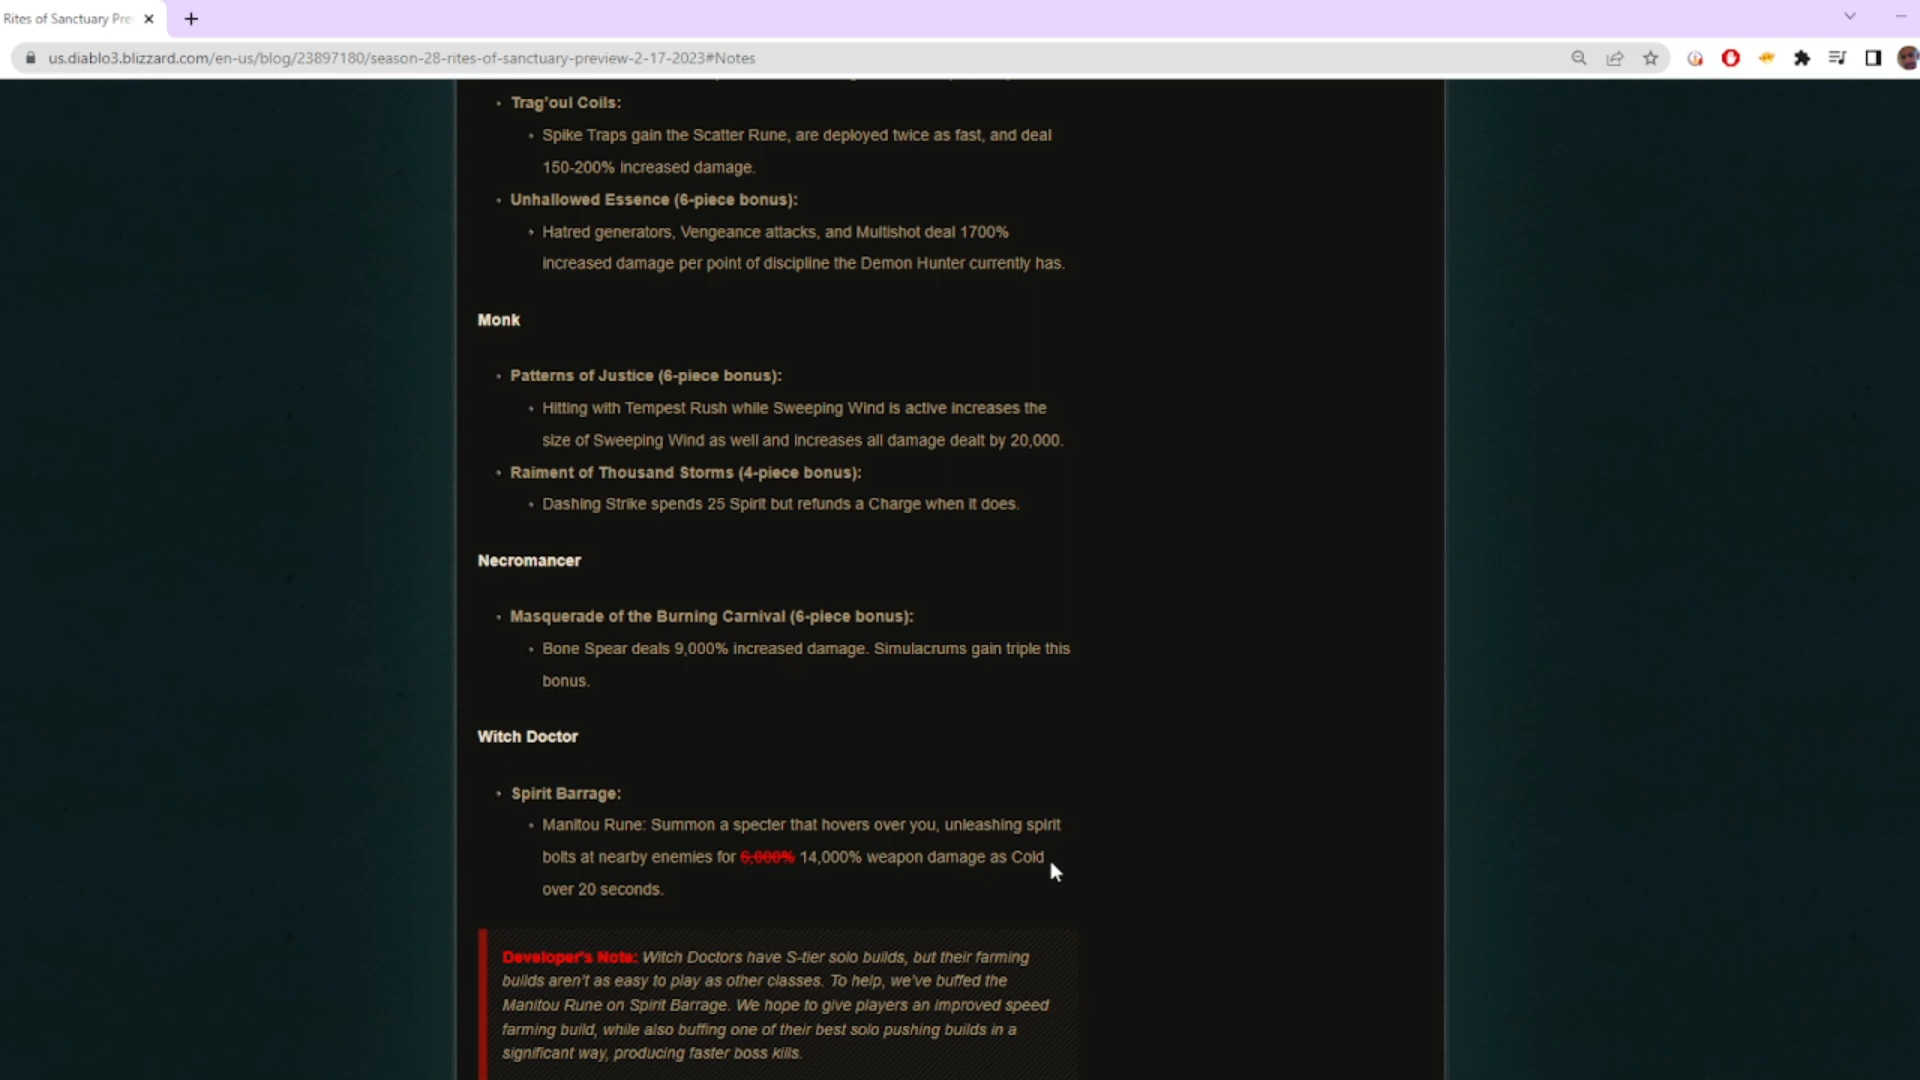 Rites of Sanctuary Pre
us.diablo3.blizzard.com/en-us/blog/23897180/season-28-rites-of-sanctuary-preview-2-17-2023#Notes
Trag'oul Coils:
Spike Traps gain the Scatter Rune, are deployed twice as fast, and deal
150-200% increased damage.
Unhallowed Essence (6-piece bonus):
Hatred generators, Vengeance attacks, and Multishot deal 1700%
increased damage per point of discipline the Demon Hunter currently has.
Monk
Patterns of Justice (6-piece bonus):
Hitting with Tempest Rush while Sweeping Wind is active increases the
size of Sweeping Wind as well and increases all damage dealt by 20,000.
Raiment of Thousand Storms (4-piece bonus):
Dashing Strike spends 25 Spirit but refunds a Charge when it does.
Necromancer
Masquerade of the Burning Carnival (6-piece bonus):
Bone Spear deals 9,000% increased damage. Simulacrums gain triple this
bonus.
Witch Doctor
Spirit Barrage:
Manitou Rune: Summon a specter that hovers over you, unleashing spirit
bolts at nearby enemies for 6,000% 14,000% weapon damage as Cold
over 20 seconds.
Developer's Note: Witch Doctors have S-tier solo builds, but their farming
builds aren't as easy to play as other classes. To help, we've buffed the
Manitou Rune on Spirit Barrage. We hope to give players an improved speed
farming build, while also buffing one of their best solo pushing builds in a
significant way, producing faster boss kills.